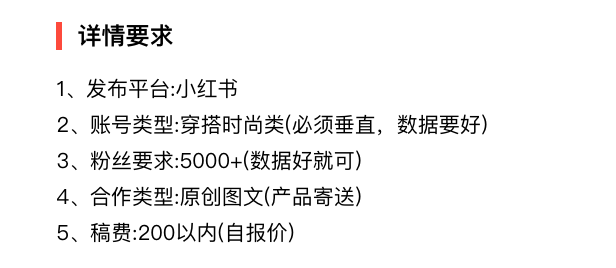 详情要求
1、发布平台:小红书
2、账号类型:穿搭时尚类(必须垂直，数据要好)
3、粉丝要求:5000+(数据好就可)
4、合作类型:原创图文(产品寄送)
5、稿费:200以内(自报价)